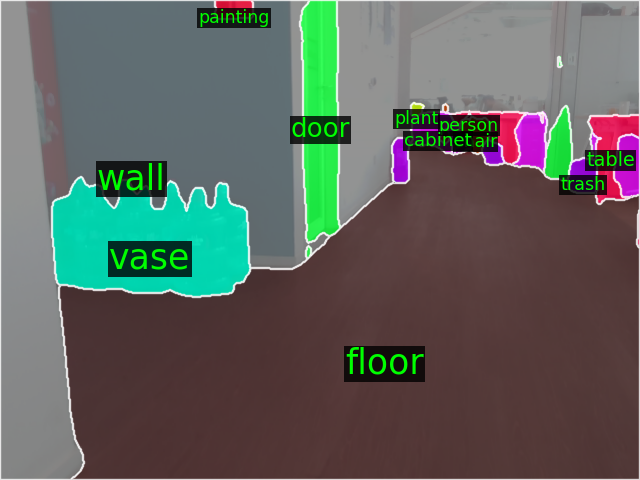 painting
door
plant
person
cabinet
air
table
trash
wall
vase
floor